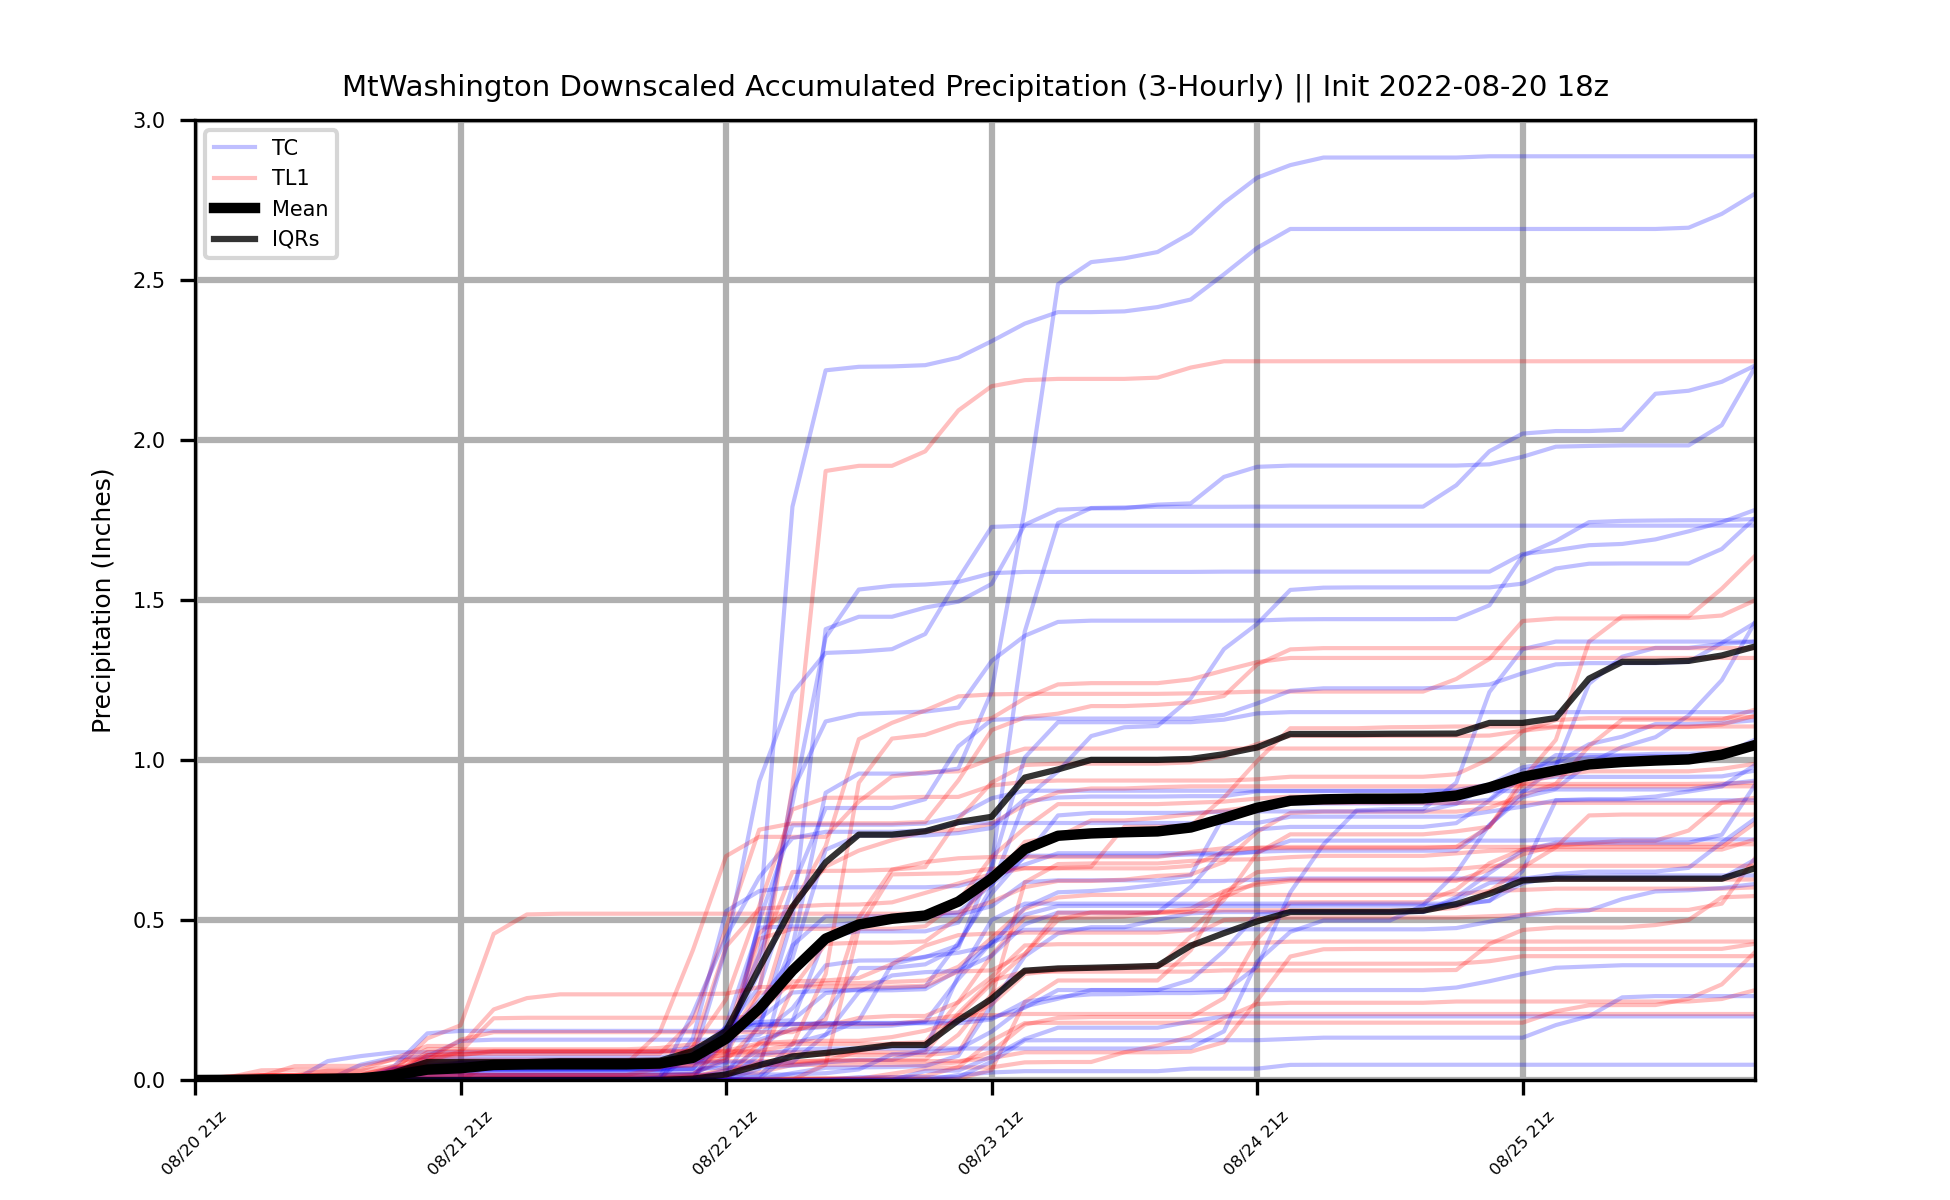 MtWashington Downscaled Accumulated Precipitation (3-Hourly) || Init 2022-08-20 18z
TC
TL1
Mean
IQRs
Precipitation (Inches)
3.0
2.5
2.0
1.5
1.0
0.5
0.0
08/20 21z
08/21 21z
08/22 21z
08/23 21z
08/24 21z
08/25 21z